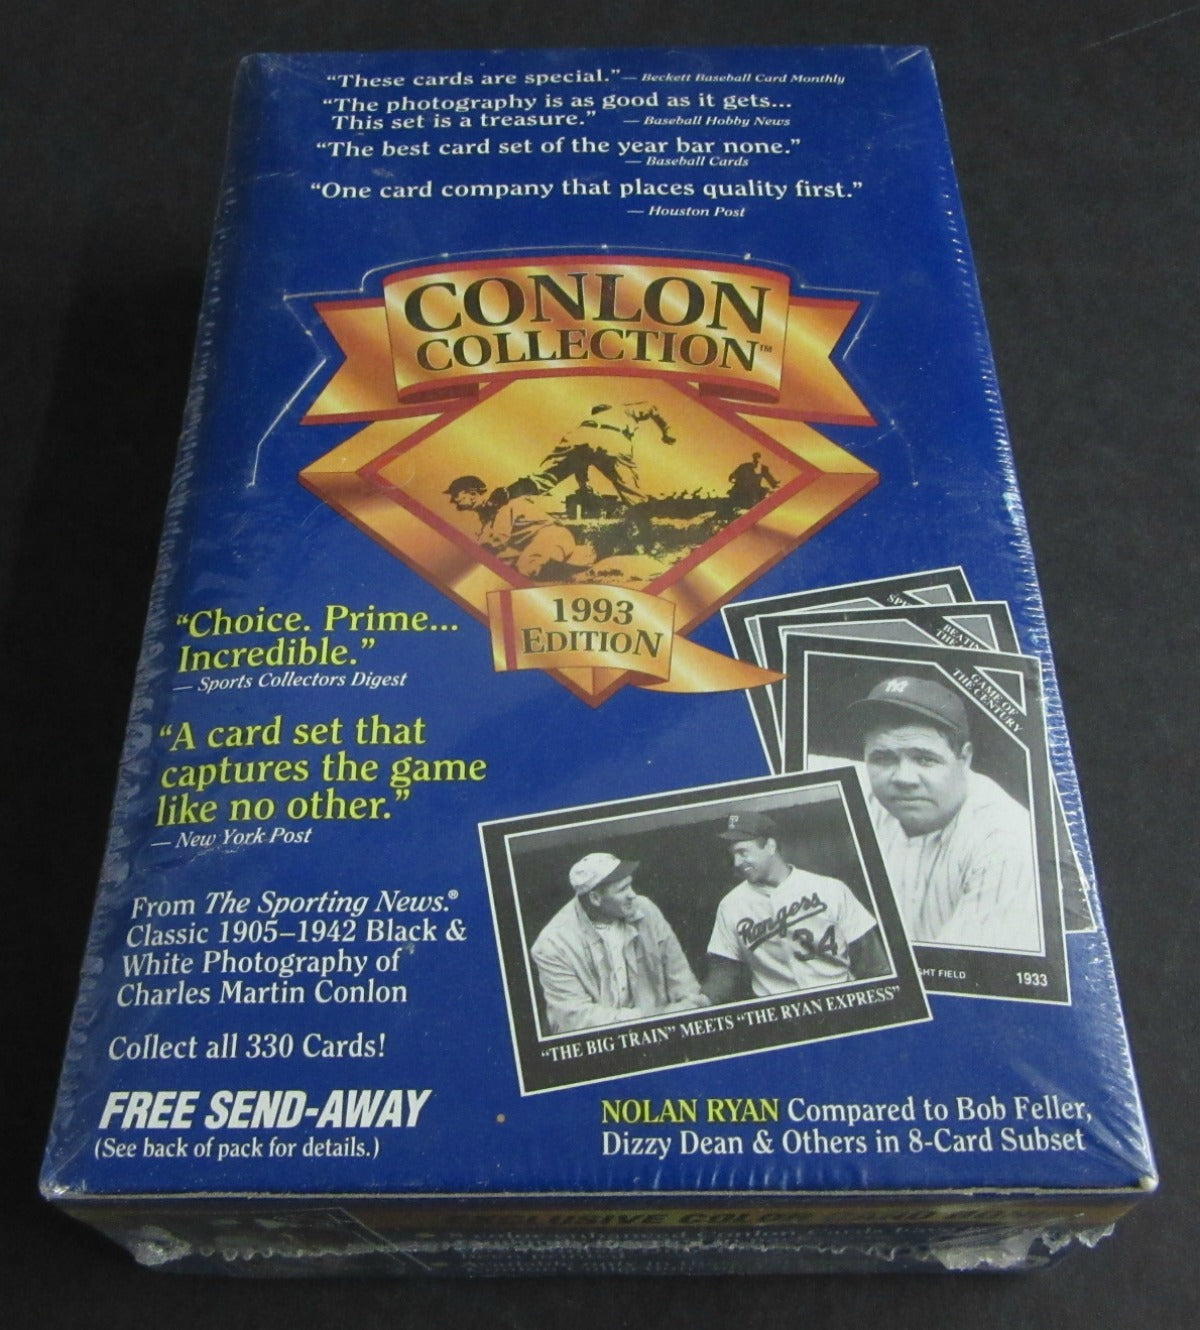 “These cards are special.” — Beckett Baseball Card Monthly
“The photography is as good as it gets...
This set is a treasure.” — Baseball Hobby News
“The best card set of the year bar none.”
— Baseball Cards
“One card company that places quality first.”
— Houston Post
CONLON
COLLECTION™
1993
EDITION
“Choice. Prime...
Incredible.”
— Sports Collectors Digest
“A card set that
captures the game
like no other.”
— New York Post
From The Sporting News.®
Classic 1905–1942 Black &
White Photography of
Charles Martin Conlon
Collect all 330 Cards!
FREE SEND-AWAY
(See back of pack for details.)
GAME OF
THE CENTURY
NY
1933
T
Rangers
34
“THE BIG TRAIN” MEETS “THE RYAN EXPRESS”
NOLAN RYAN Compared to Bob Feller,
Dizzy Dean & Others in 8-Card Subset
EXCLUSIVE COLOR